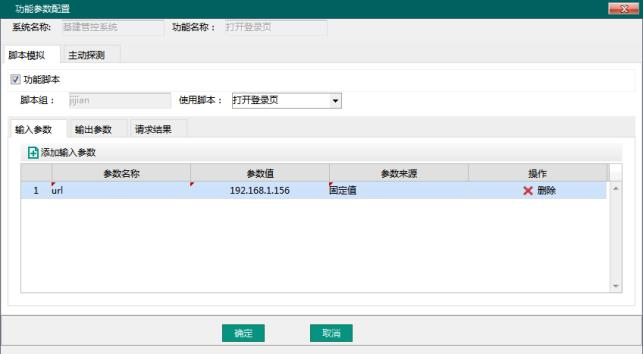 功能参数配置
系统名称: 基建管控系统 功能名称: 打开登录页
脚本模拟 主动探测
功能脚本
脚本组: jijian 使用脚本: 打开登录页
输入参数 输出参数 请求结果
添加输入参数
参数名称 参数值 参数来源 操作
1 url 192.168.1.156 固定值 删除
确定 取消